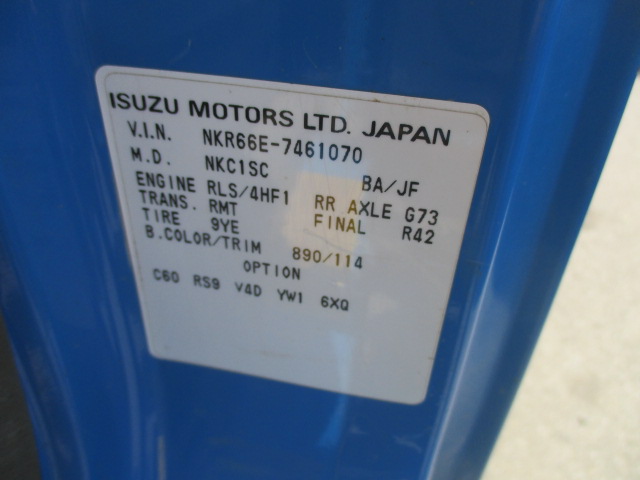 ISUZU MOTORS LTD. JAPAN
V.I.N. NKR66E-7461070
M.D. NKC1SC BA/JF
ENGINE RLS/4HF1 RR AXLE G73
TRANS. RMT FINAL R42
TIRE 9YE
B.COLOR/TRIM 890/114
OPTION
C60 RS9 V4D YW1 6XQ